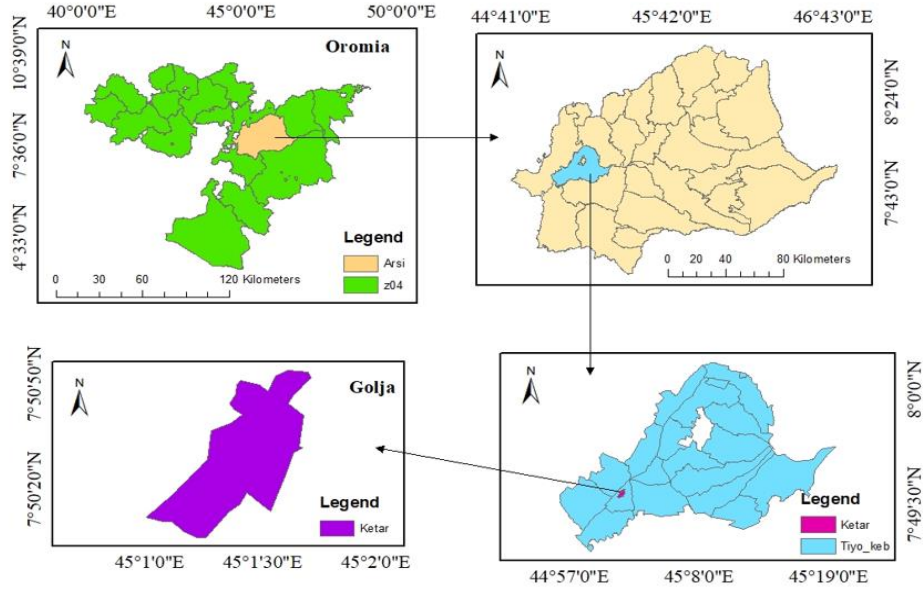 40°0'0"E 45°0'0"E 50°0'0"E
10°39'0"N
7°36'0"N
4°33'0"N
N
Oromia
Legend
Arsi
z04
0 30 60 120 Kilometers
44°41'0"E 45°42'0"E 46°43'0"E
8°24'0"N
7°43'0"N
N
0 20 40 80 Kilometers
7°50'50"N
7°50'20"N
N
Golja
Legend
Ketar
45°1'0"E 45°1'30"E 45°2'0"E
N
8°0'0"N
7°49'30"N
Legend
Ketar
Tiyo_keb
44°57'0"E 45°8'0"E 45°19'0"E